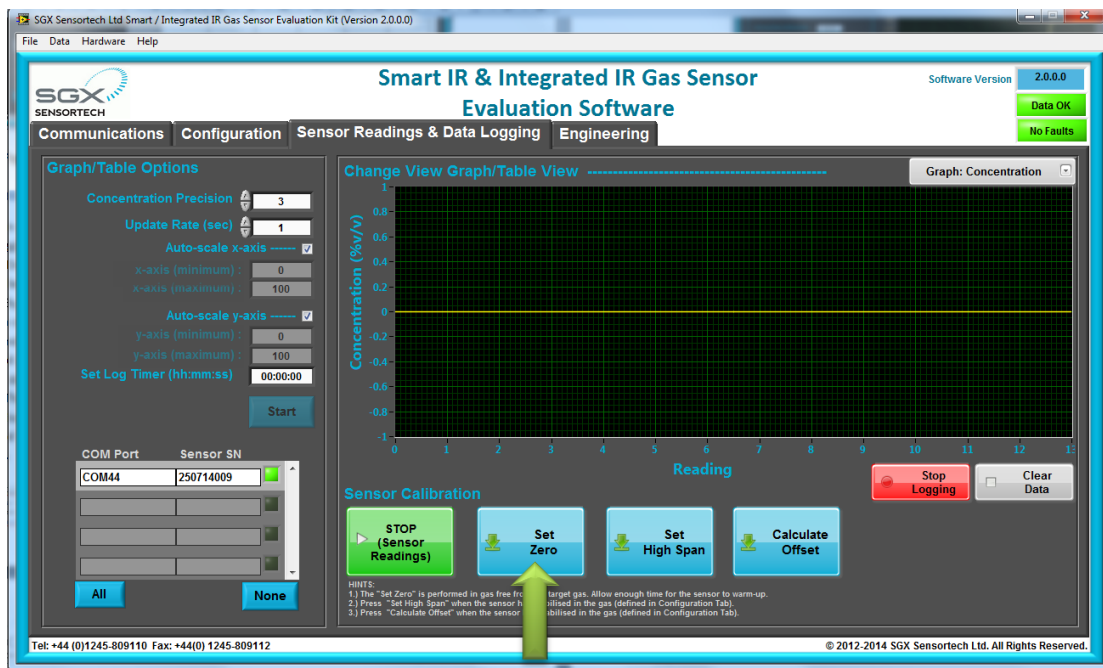 SGX Sensortech Ltd Smart / Integrated IR Gas Sensor Evaluation Kit (Version 2.0.0.0)
File Data Hardware Help
SGX
SENSORTECH
Smart IR & Integrated IR Gas Sensor
Evaluation Software
Software Version 2.0.0.0
Data OK
No Faults
Communications Configuration Sensor Readings & Data Logging Engineering
Graph/Table Options
Concentration Precision 3
Update Rate (sec) 1
Auto-scale x-axis ------
x-axis (minimum) : 0
x-axis (maximum) : 100
Auto-scale y-axis ------
y-axis (minimum) : 0
y-axis (maximum) : 100
Set Log Timer (hh:mm:ss) 00:00:00
Start
COM Port Sensor SN
COM44 250714009
All None
Change View Graph/Table View
Graph: Concentration
Concentration (%v/v)
1
0.8
0.6
0.4
0.2
0
-0.2
-0.4
-0.6
-0.8
-1
0 1 2 3 4 5 6 7 8 9 10 11 12 13
Reading
Stop
Logging
Clear
Data
Sensor Calibration
STOP
(Sensor
Readings)
Set
Zero
Set
High Span
Calculate
Offset
HINTS:
1.) The "Set Zero" is performed in gas free target gas. Allow enough time for the sensor to warm-up.
2.) Press "Set High Span" when the sensor in the gas (defined in Configuration Tab).
3.) Press "Calculate Offset" when the sensor in the gas (defined in Configuration Tab).
Tel: +44 (0)1245-809110 Fax: +44(0) 1245-809112
© 2012-2014 SGX Sensortech Ltd. All Rights Reserved.